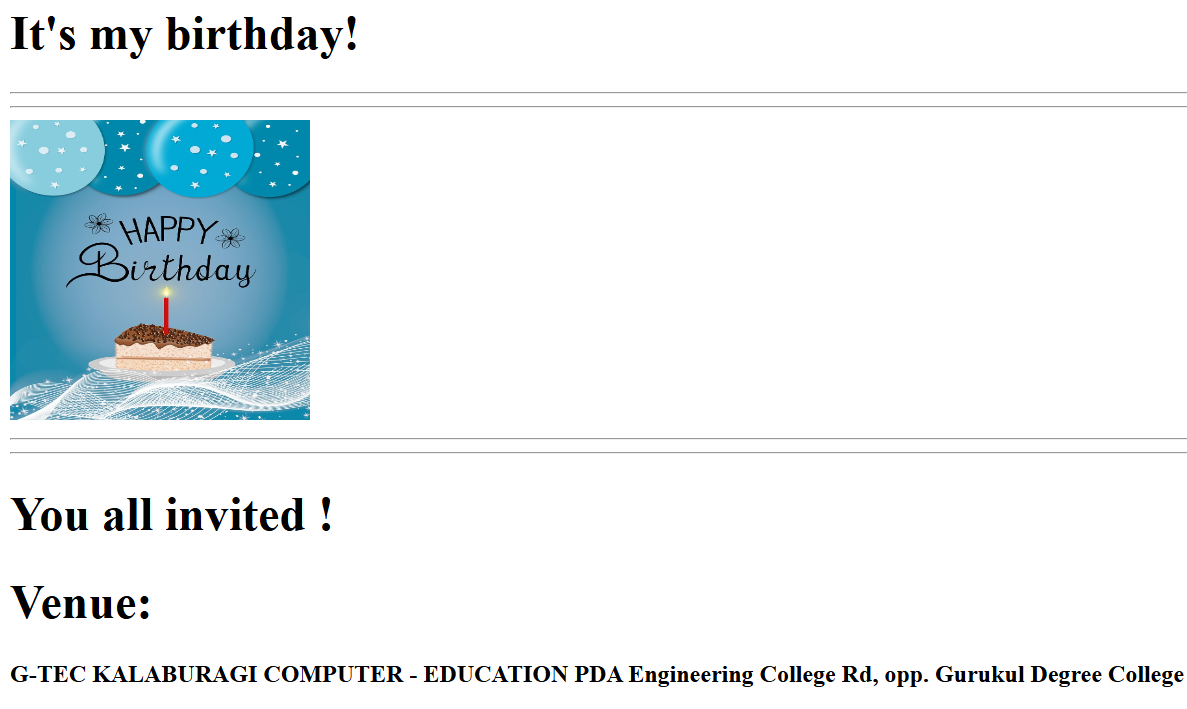 It's my birthday!
HAPPY
Birthday
You all invited !
Venue:
G-TEC KALABURAGI COMPUTER - EDUCATION PDA Engineering College Rd, opp. Gurukul Degree College